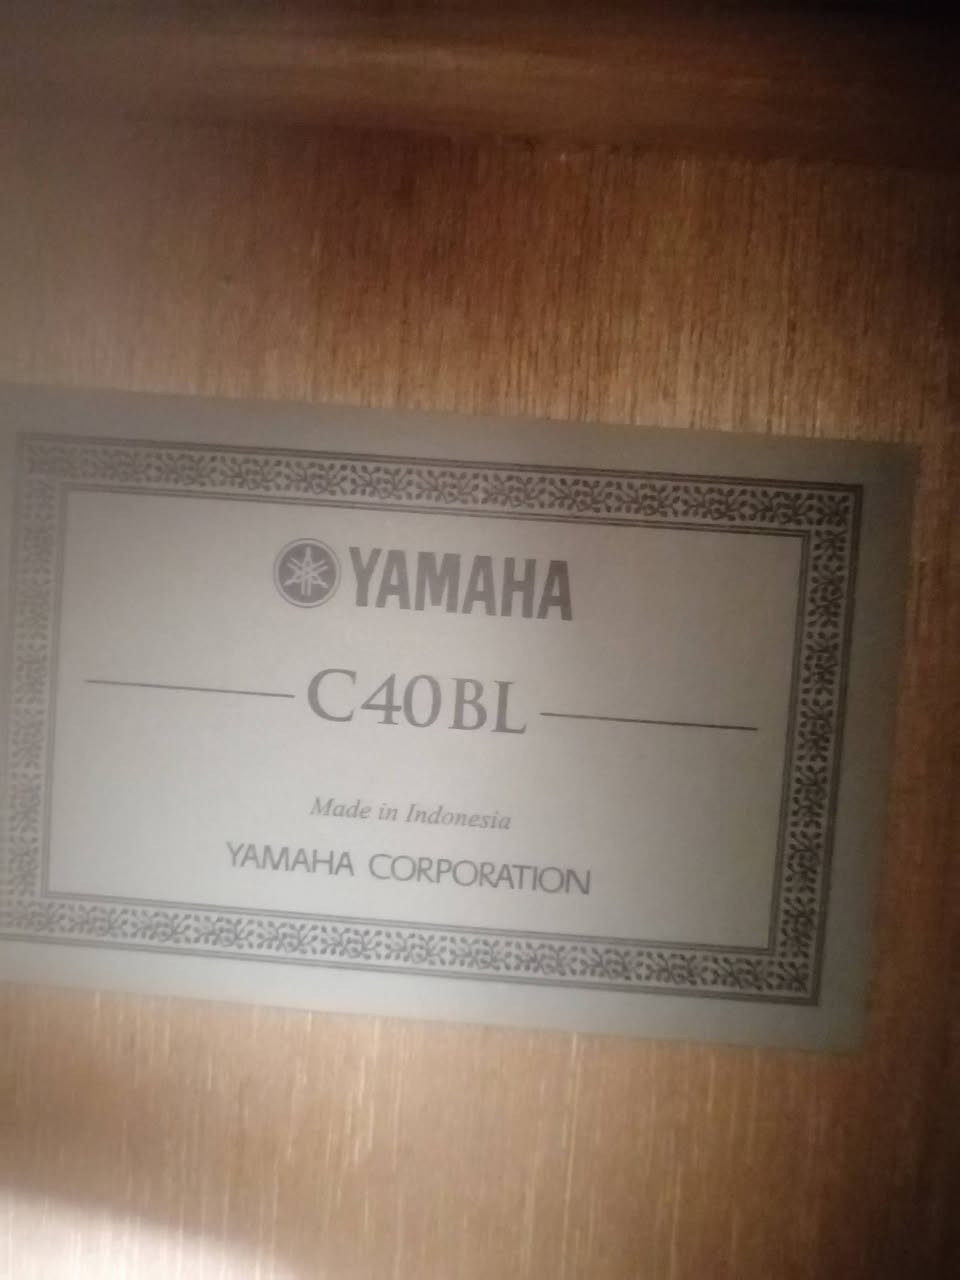 YAMAHA
C40BL
Made in Indonesia
YAMAHA CORPORATION